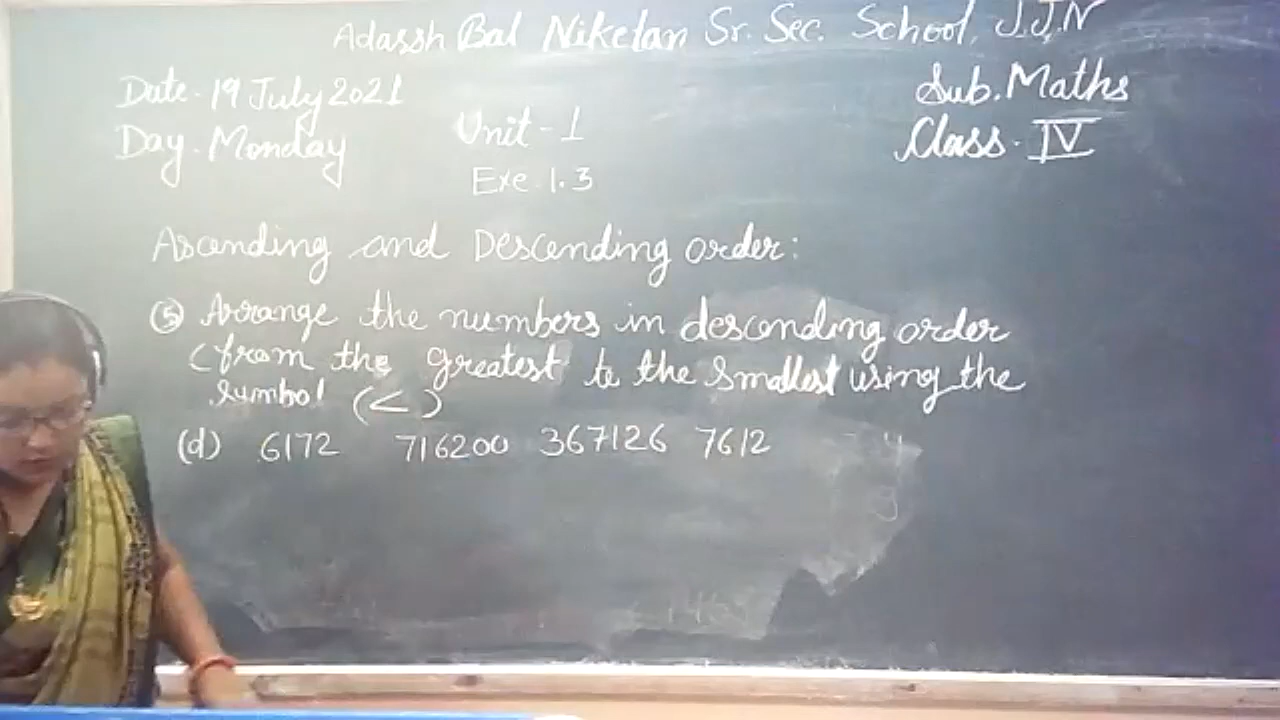 Adassh Bal Niketan Sr. Sec. School, J.J.N
Date. 19 July 2021
Sub. Maths
Day. Monday
Unit - 1
Class. IV
Exe. 1.3
Ascending and Descending order:
(5) Arrange the numbers in descending order
(from the greatest to the smallest using the
sumbol (<)
(d) 6172 716200 367126 7612